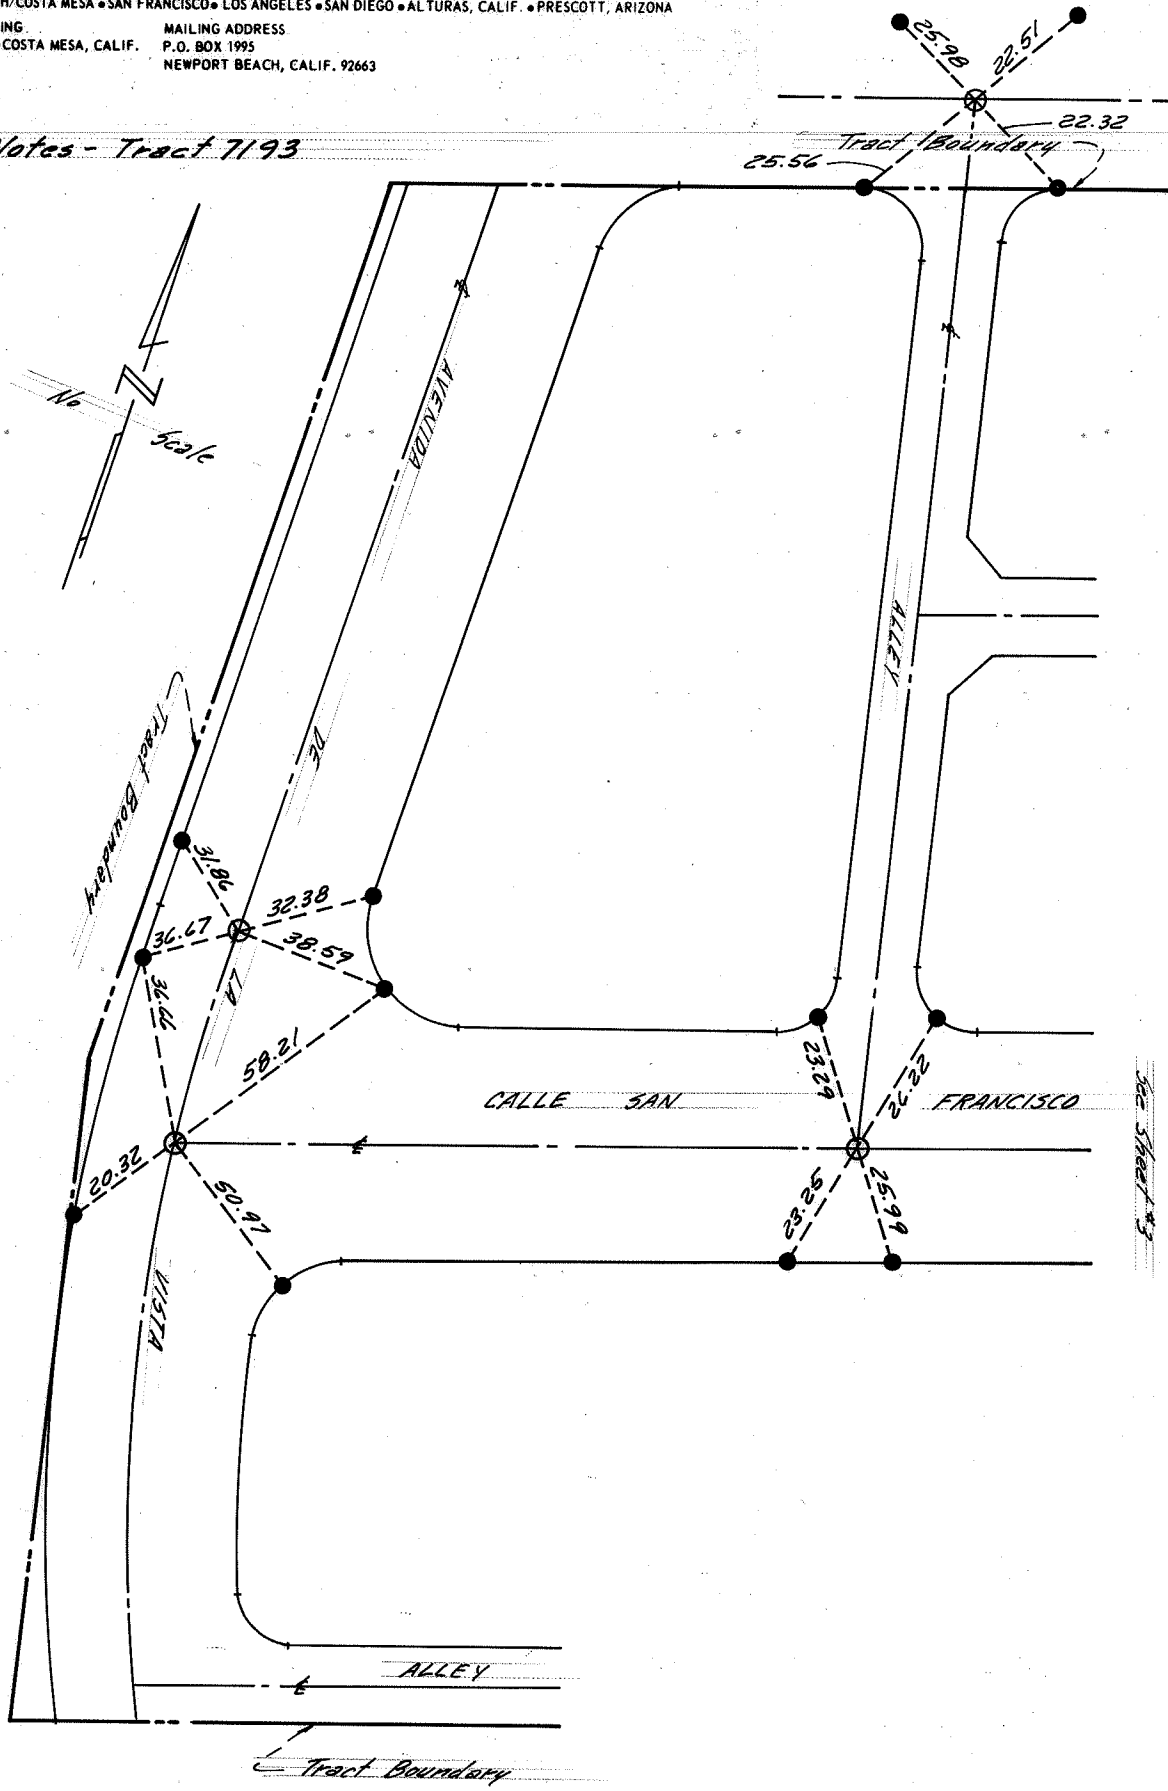 H/COSTA MESA • SAN FRANCISCO • LOS ANGELES • SAN DIEGO • ALTURAS, CALIF. • PRESCOTT, ARIZONA
ING MAILING ADDRESS
COSTA MESA, CALIF. P.O. BOX 1995
NEWPORT BEACH, CALIF. 92663
25.98
22.51
22.32
Notes - Tract 7193
Tract Boundary
25.56
N
No Scale
AVENIDA
ALLEY
DE
Tract Boundary
31.86
32.38
36.67
38.59
36.66
LA
58.21
23.29
26.22
CALLE SAN FRANCISCO
See Sheet #3
20.32
50.97
23.25
25.99
VISTA
ALLEY
Tract Boundary